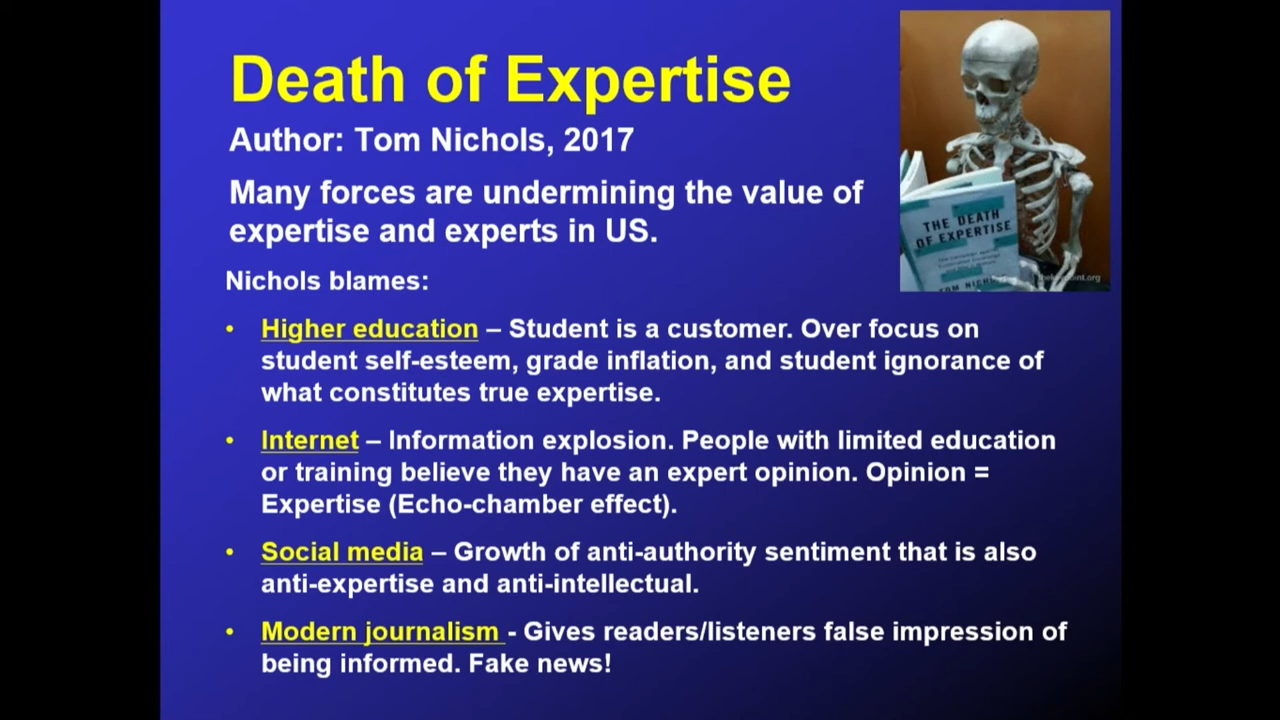 Death of Expertise
Author: Tom Nichols, 2017
Many forces are undermining the value of
expertise and experts in US.
Nichols blames:
• Higher education – Student is a customer. Over focus on
student self-esteem, grade inflation, and student ignorance of
what constitutes true expertise.
• Internet – Information explosion. People with limited education
or training believe they have an expert opinion. Opinion =
Expertise (Echo-chamber effect).
• Social media – Growth of anti-authority sentiment that is also
anti-expertise and anti-intellectual.
• Modern journalism - Gives readers/listeners false impression of
being informed. Fake news!
THE DEATH
OF EXPERTISE